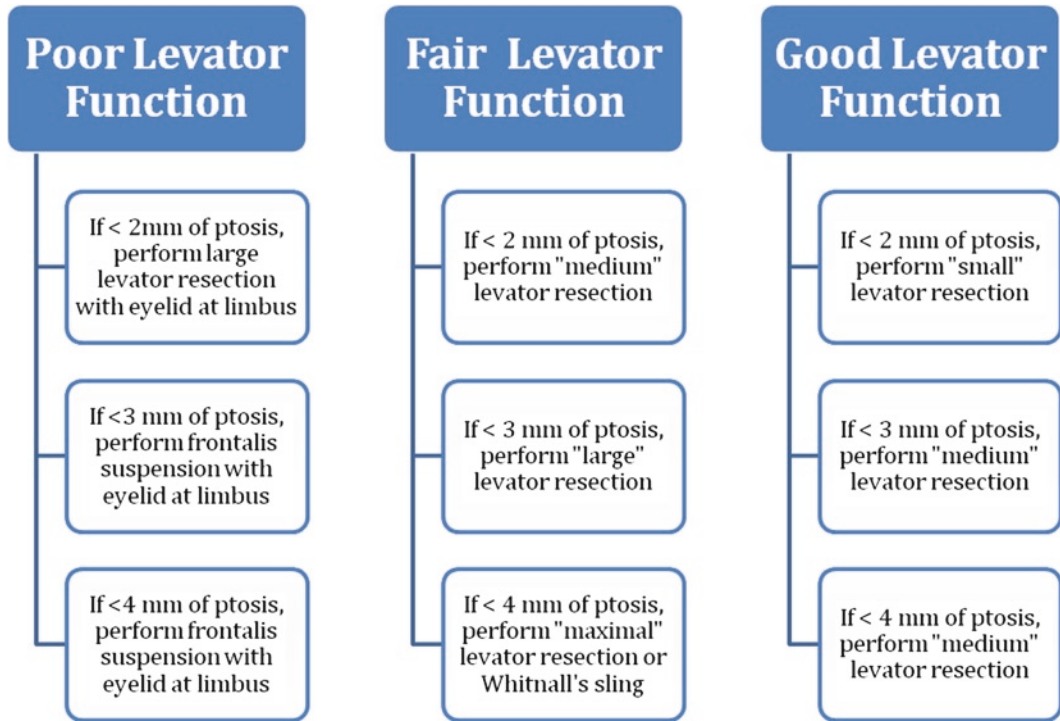 Poor Levator
Function
If < 2mm of ptosis,
perform large
levator resection
with eyelid at limbus
If <3 mm of ptosis,
perform frontalis
suspension with
eyelid at limbus
If <4 mm of ptosis,
perform frontalis
suspension with
eyelid at limbus
Fair Levator
Function
If < 2 mm of ptosis,
perform "medium"
levator resection
If < 3 mm of ptosis,
perform "large"
levator resection
If < 4 mm of ptosis,
perform "maximal"
levator resection or
Whitnall's sling
Good Levator
Function
If < 2 mm of ptosis,
perform "small"
levator resection
If < 3 mm of ptosis,
perform "medium"
levator resection
If < 4 mm of ptosis,
perform "medium"
levator resection